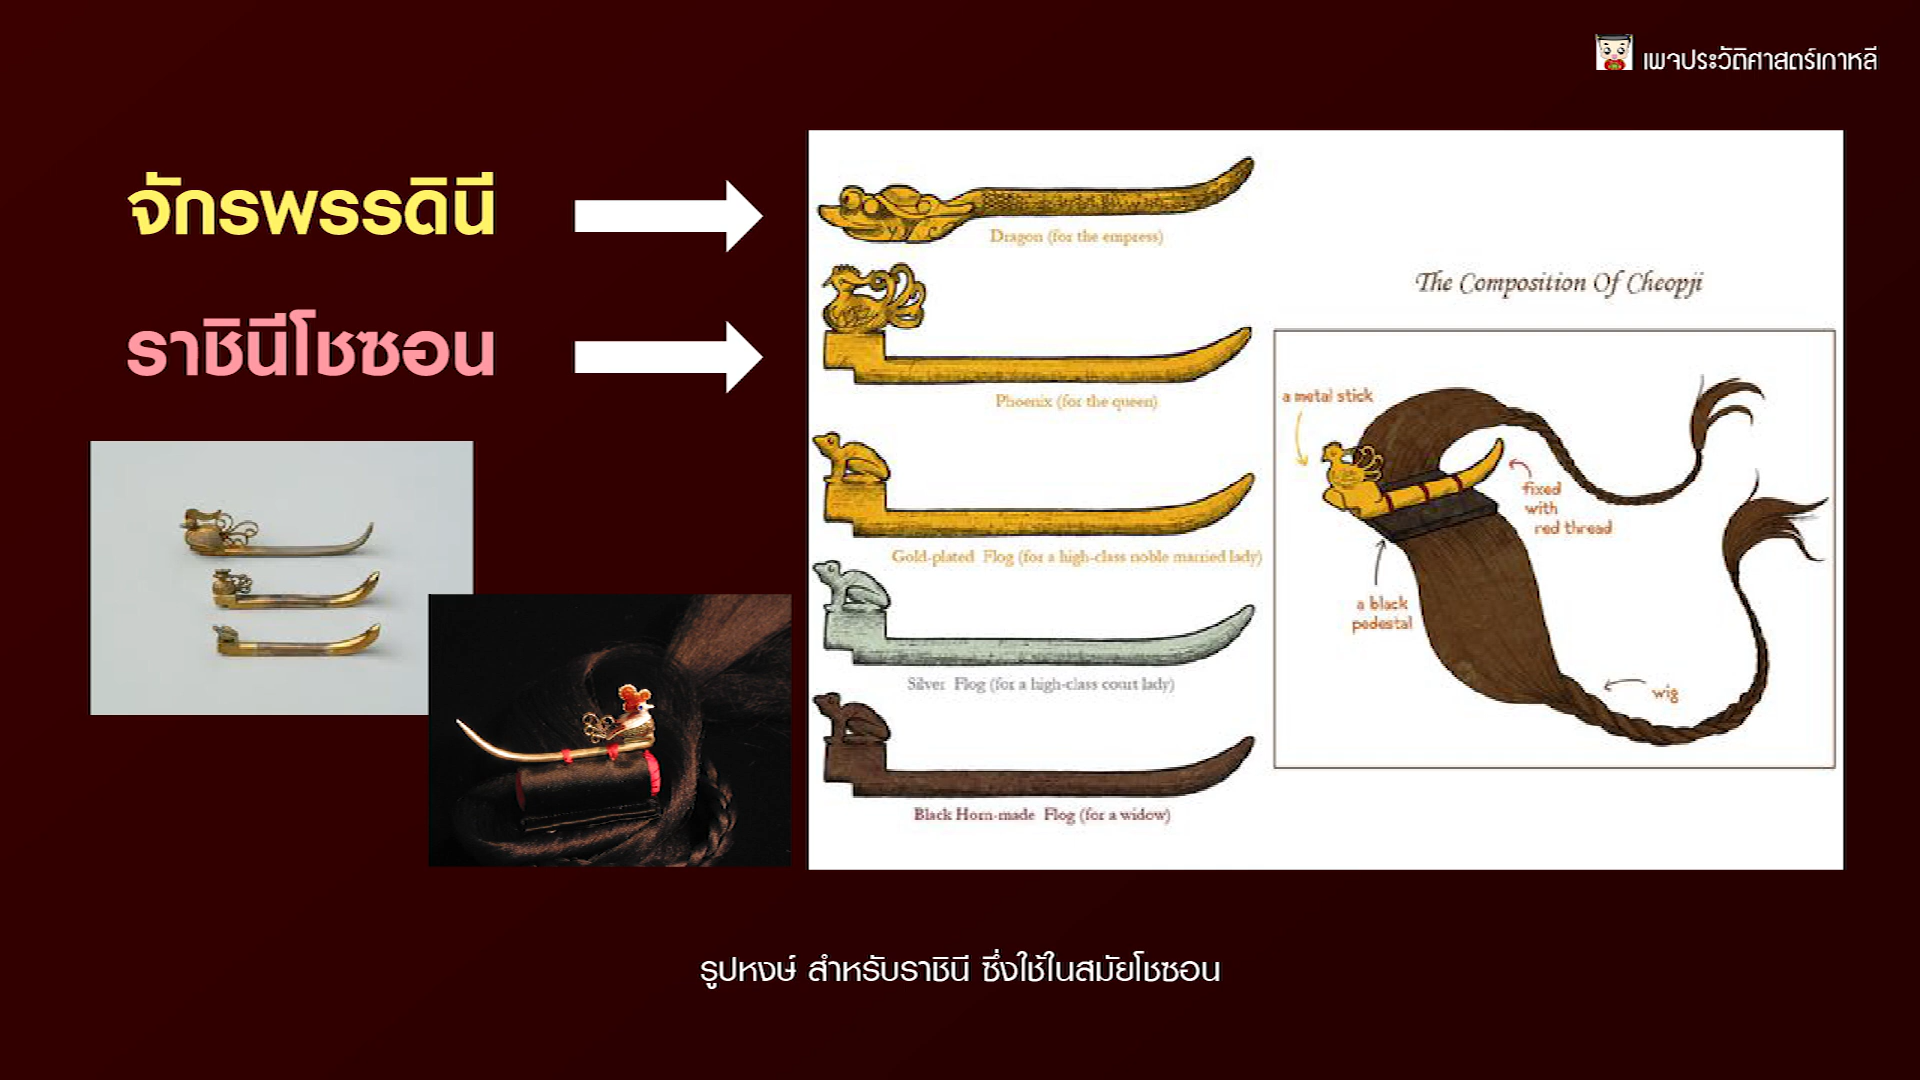 เพจประวัติศาสตร์เกาหลี
จักรพรรดินี
ราชินีโชซอน
Dragon (for the empress)
Phoenix (for the queen)
Gold-plated Flog (for a high-class noble married lady)
Silver Flog (for a high-class court lady)
Black Horn-made Flog (for a widow)
The Composition Of Cheopji
a metal stick
fixed
with
red thread
a black
pedestal
wig
รูปหงษ์ สำหรับราชินี ซึ่งใช้ในสมัยโชซอน